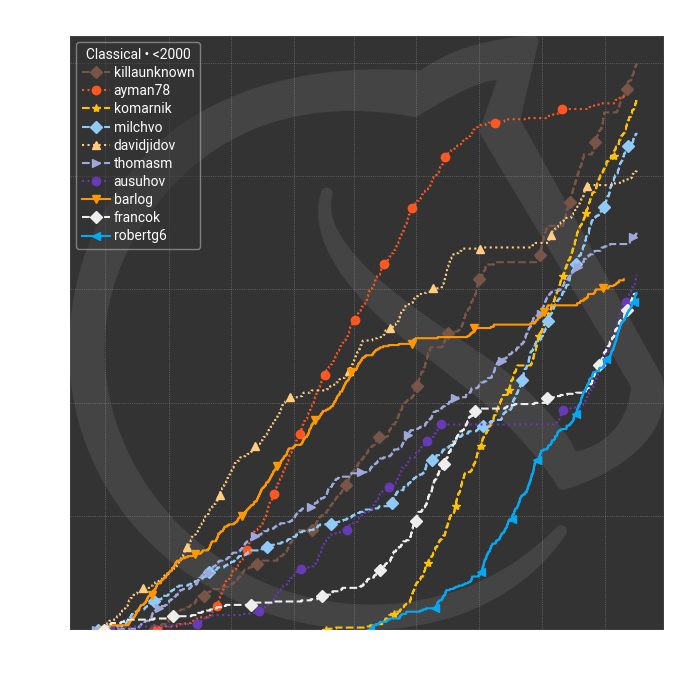 Classical • <2000
killaunknown
ayman78
komarnik
milchvo
davidjidov
thomasm
ausuhov
barlog
francok
robertg6